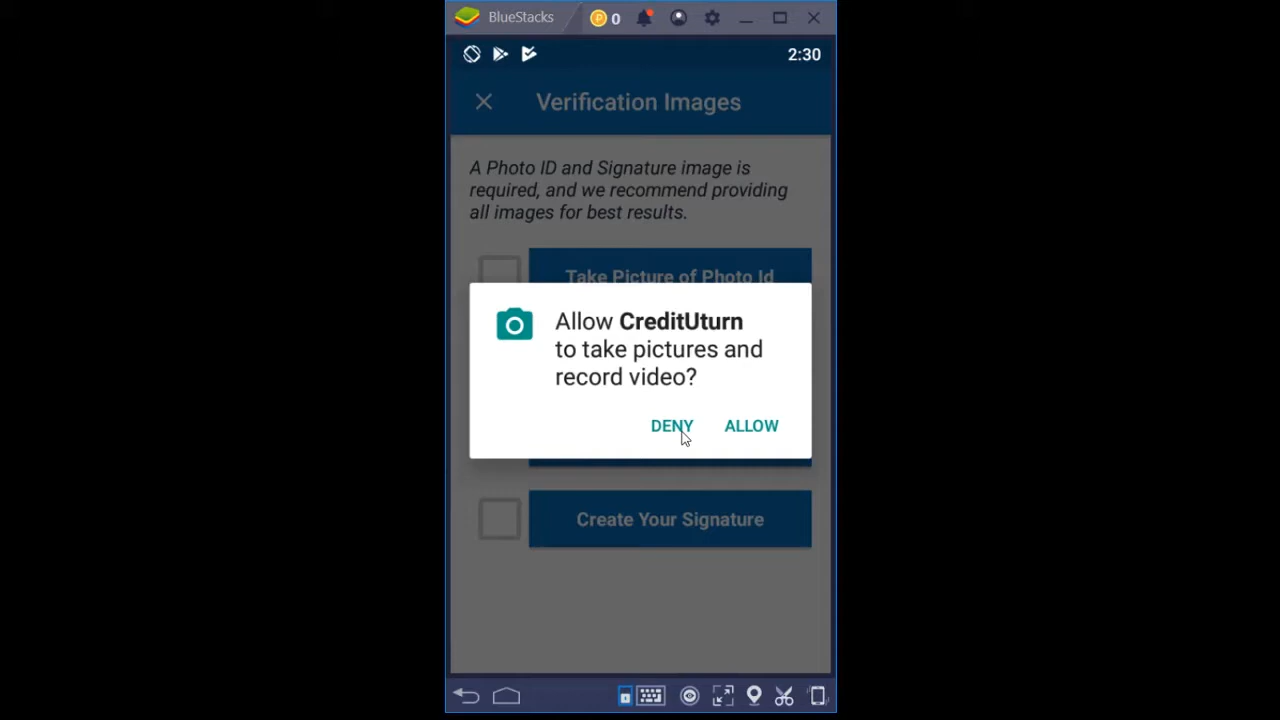 BlueStacks
0
2:30
Verification Images
A Photo ID and Signature image is
required, and we recommend providing
all images for best results.
Take Picture of Photo Id
Allow CreditUturn
to take pictures and
record video?
DENY ALLOW
Create Your Signature